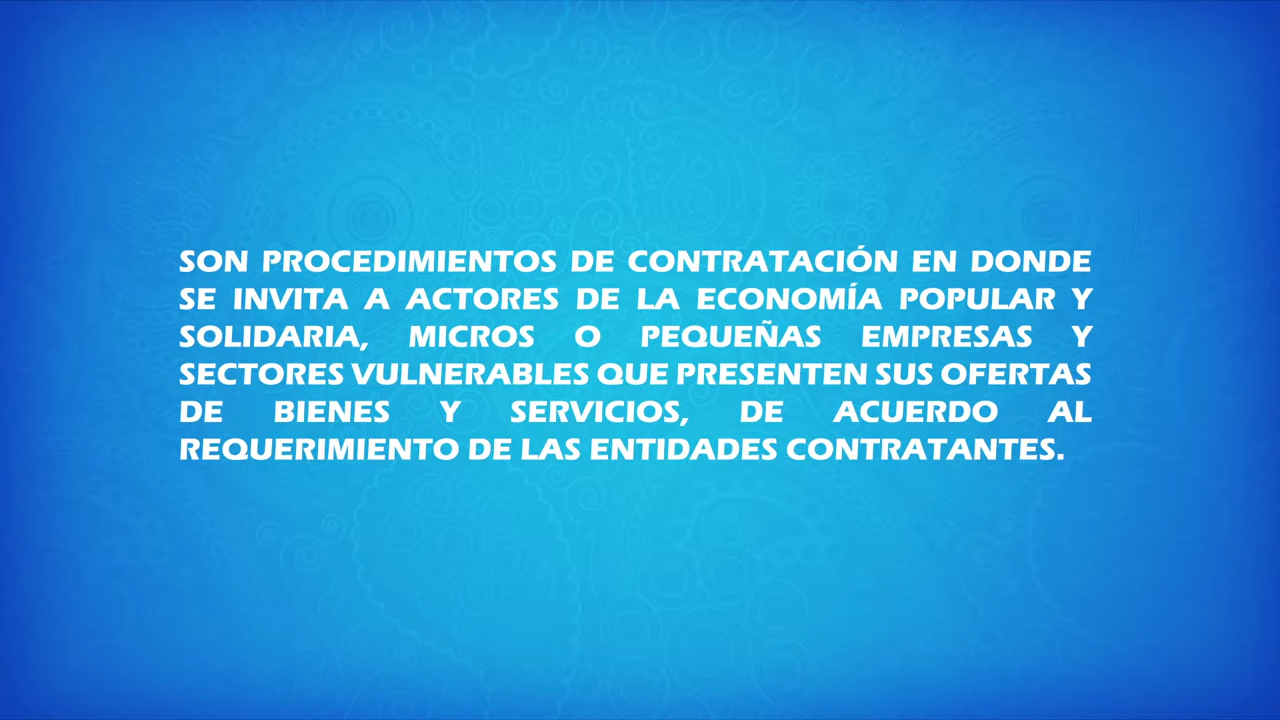 SON PROCEDIMIENTOS DE CONTRATACIÓN EN DONDE
SE INVITA A ACTORES DE LA ECONOMÍA POPULAR Y
SOLIDARIA, MICROS O PEQUEÑAS EMPRESAS Y
SECTORES VULNERABLES QUE PRESENTEN SUS OFERTAS
DE BIENES Y SERVICIOS, DE ACUERDO AL
REQUERIMIENTO DE LAS ENTIDADES CONTRATANTES.